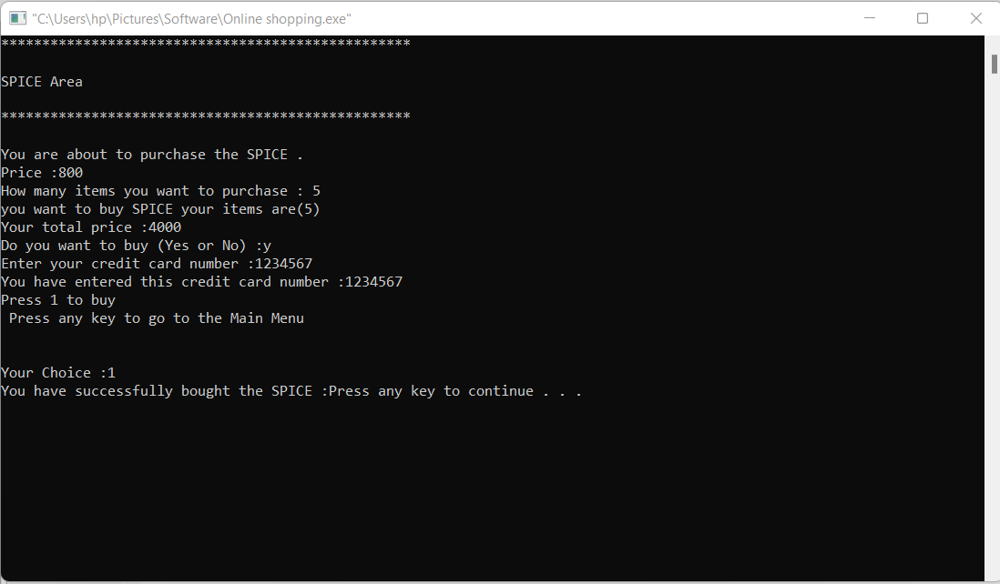 "C:\Users\hp\Pictures\Software\Online shopping.exe"
**************************************************
SPICE Area
**************************************************
You are about to purchase the SPICE .
Price :800
How many items you want to purchase : 5
you want to buy SPICE your items are(5)
Your total price :4000
Do you want to buy (Yes or No) :y
Enter your credit card number :1234567
You have entered this credit card number :1234567
Press 1 to buy
 Press any key to go to the Main Menu
Your Choice :1
You have successfully bought the SPICE :Press any key to continue . . .